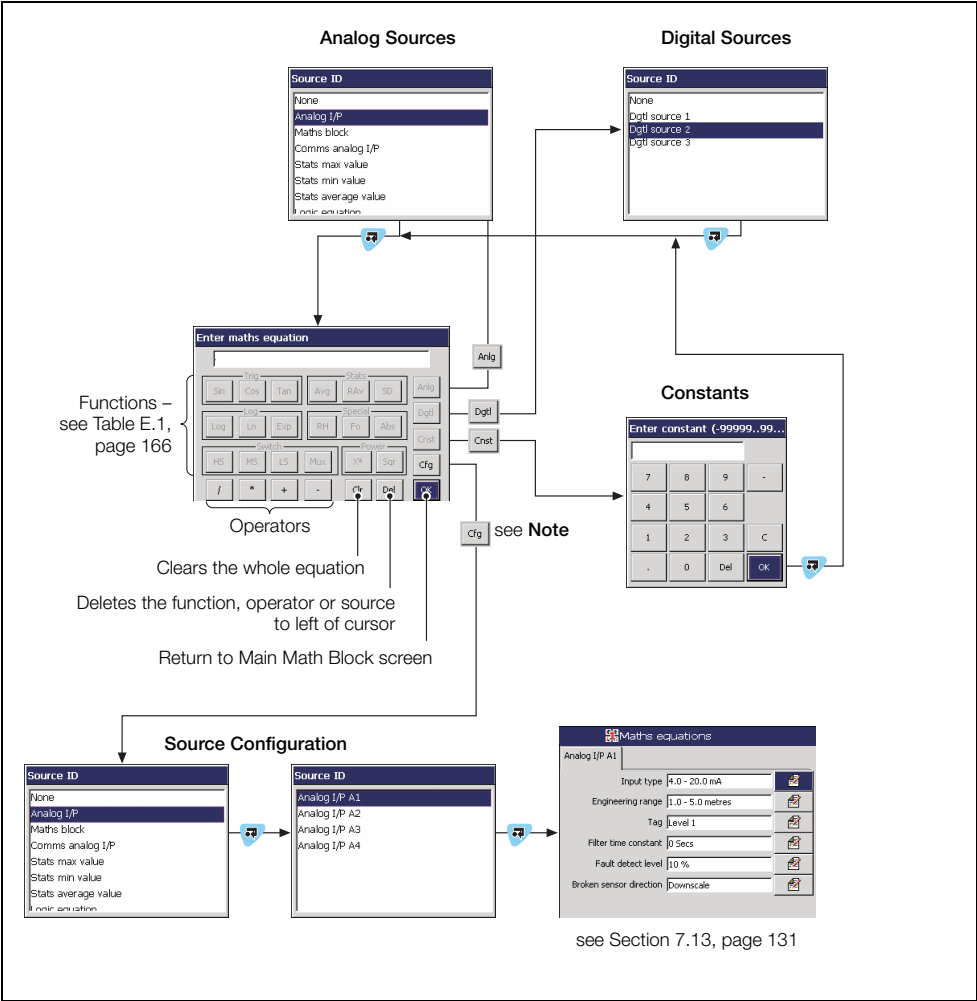 Analog Sources
Digital Sources
Source ID
None
Analog I/P
Maths block
Comms analog I/P
Stats max value
Stats min value
Stats average value
Logic equation
Source ID
None
Dgtl source 1
Dgtl source 2
Dgtl source 3
Enter maths equation
Trig
Stats
Sin Cos Tan Avg RAv SD Anlg
Log
Special
Log Ln Exp RH Fo Abs Dgtl
Switch
Power
Cnst
HS MS LS Mux Xª Sqr Cfg
/ * + - Clr Del OK
Anlg
Dgtl
Cnst
Cfg
see Note
Functions –
see Table E.1,
page 166
Operators
Clears the whole equation
Deletes the function, operator or source
to left of cursor
Return to Main Math Block screen
Constants
Enter constant (-99999..99...
7 8 9 -
4 5 6
1 2 3 C
. 0 Del OK
Source Configuration
Source ID
None
Analog I/P
Maths block
Comms analog I/P
Stats max value
Stats min value
Stats average value
Logic equation
Source ID
Analog I/P A1
Analog I/P A2
Analog I/P A3
Analog I/P A4
Maths equations
Analog I/P A1
Input type 4.0 - 20.0 mA
Engineering range 1.0 - 5.0 metres
Tag Level 1
Filter time constant 0 Secs
Fault detect level 10 %
Broken sensor direction Downscale
see Section 7.13, page 131